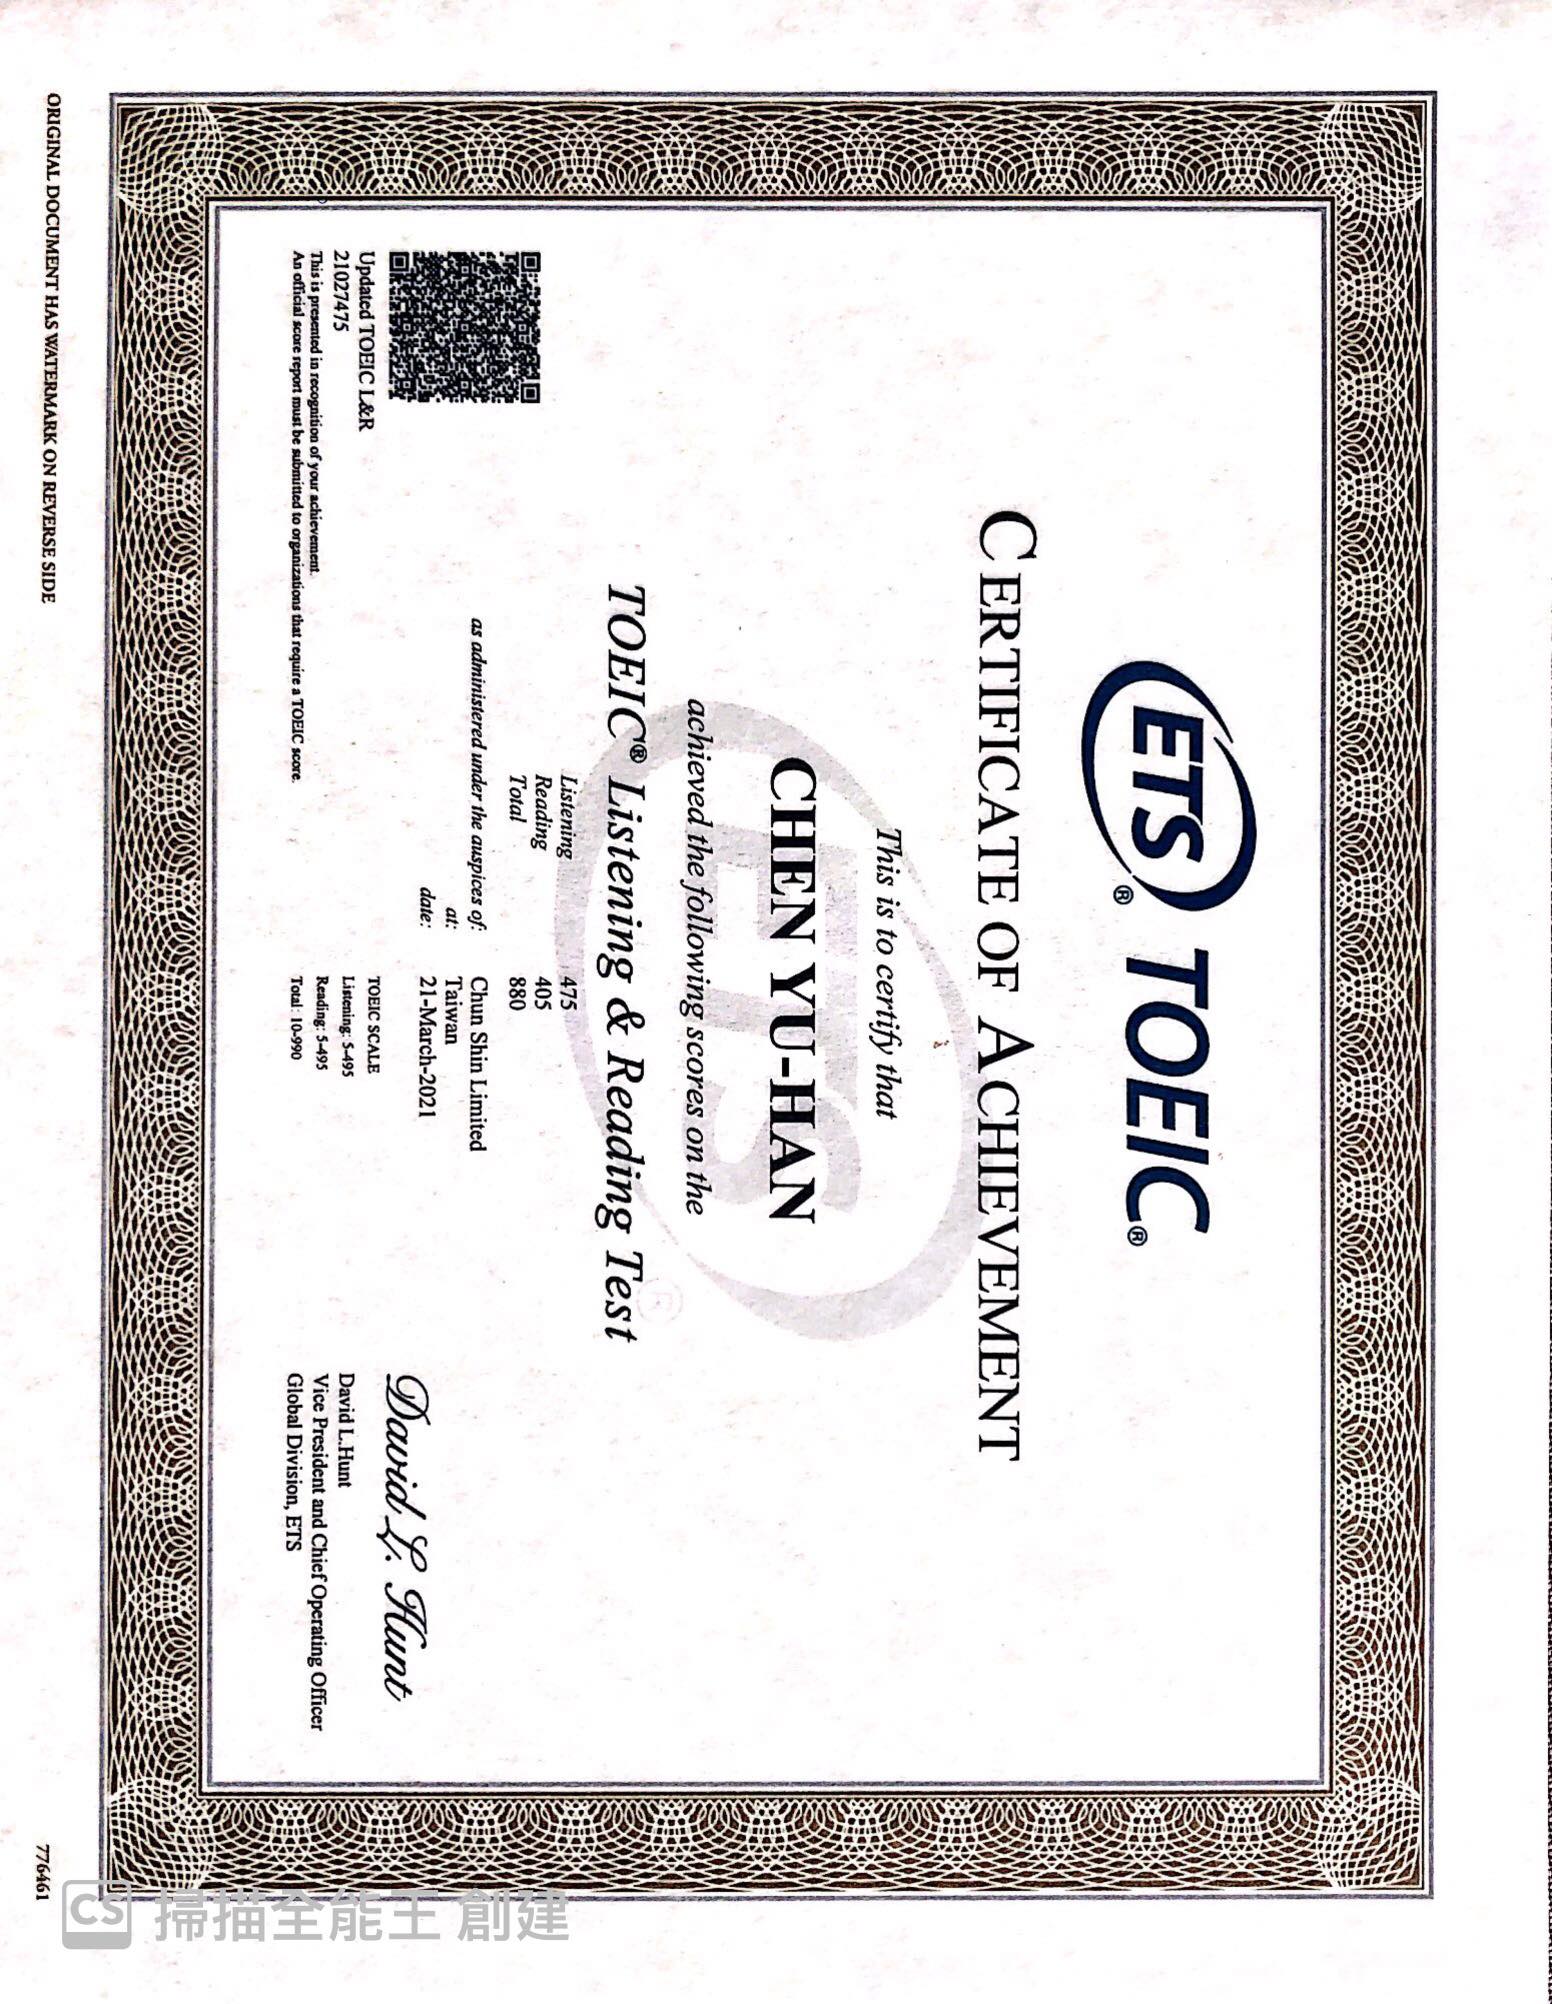 ETS® TOEIC®
CERTIFICATE OF ACHIEVEMENT
This is to certify that
ETS®
CHEN YU-HAN
achieved the following scores on the
TOEIC® Listening & Reading Test
Listening 475
Reading 405
Total 880
as administered under the auspices of: Chun Shin Limited
at: Taiwan
date: 21-March-2021
TOEIC SCALE
Listening: 5-495
Reading: 5-495
Total: 10-990
Updated TOEIC L&R
21027475
This is presented in recognition of your achievement.
An official score report must be submitted to organizations that require a TOEIC score.
David L. Hunt
David L.Hunt
Vice President and Chief Operating Officer
Global Division, ETS
ORIGINAL DOCUMENT HAS WATERMARK ON REVERSE SIDE
776461
CS 掃描全能王 創建